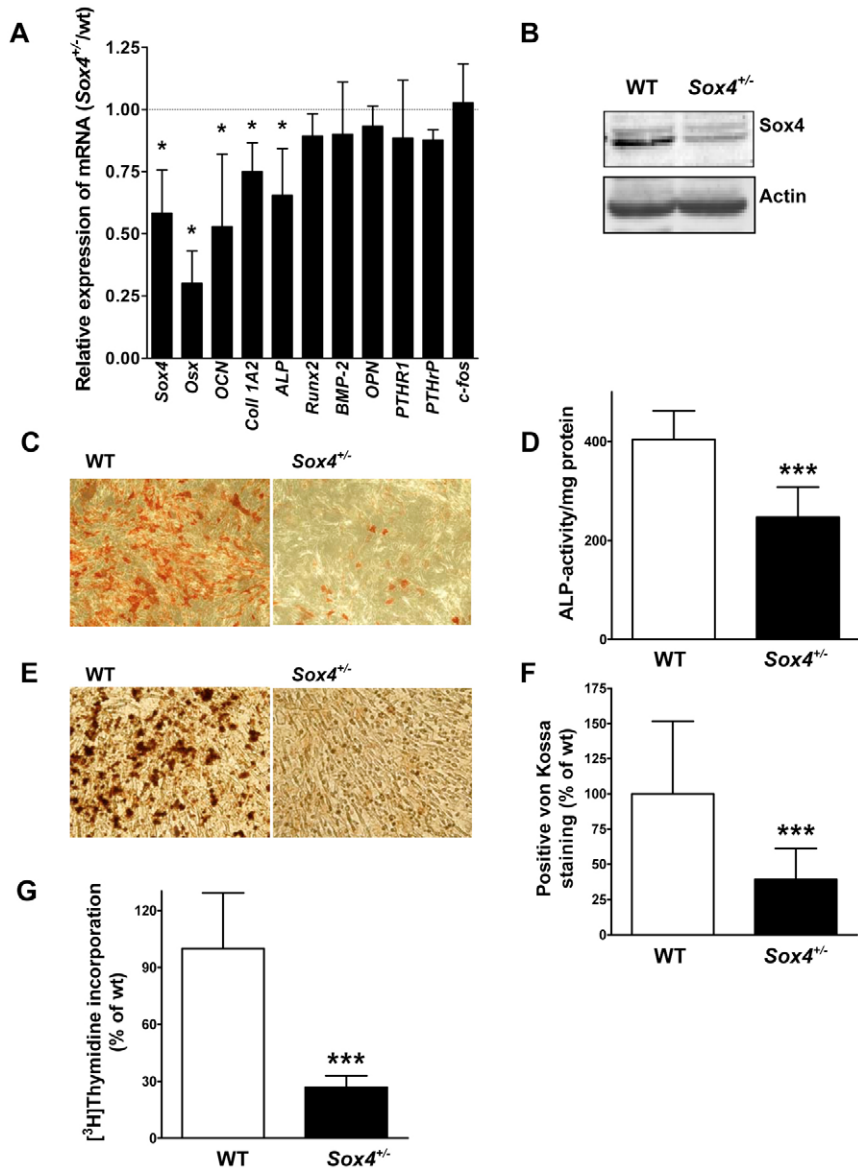 A
Relative expression of mRNA (Sox4+/-/wt)
1.25
1.00
0.75
0.50
0.25
0.00
* * * * *
Sox4 Osx OCN Coll 1A2 ALP Runx2 BMP-2 OPN PTHR1 PTHrP c-fos
B
WT Sox4+/-
Sox4
Actin
C
WT Sox4+/-
D
ALP-activity/mg protein
400
200
0
***
WT Sox4+/-
E
WT Sox4+/-
F
Positive von Kossa
staining (% of wt)
175
150
125
100
75
50
25
0
***
WT Sox4+/-
G
[3H]Thymidine incorporation
(% of wt)
120
90
60
30
0
***
WT Sox4+/-